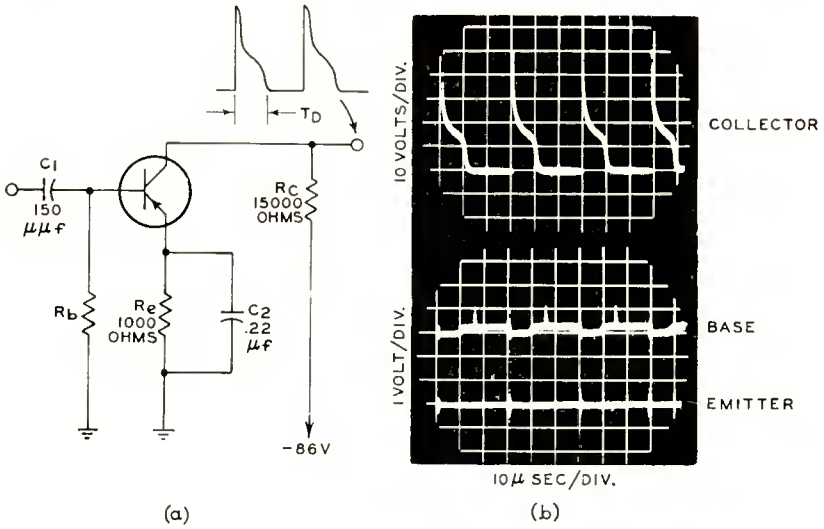 TD
C1
150
μμf
Rb
Re
1000
OHMS
C2
.22
μf
RC
15000
OHMS
-86V
(a)
10 VOLTS/DIV.
COLLECTOR
1 VOLT/DIV.
BASE
EMITTER
10μ SEC/DIV.
(b)